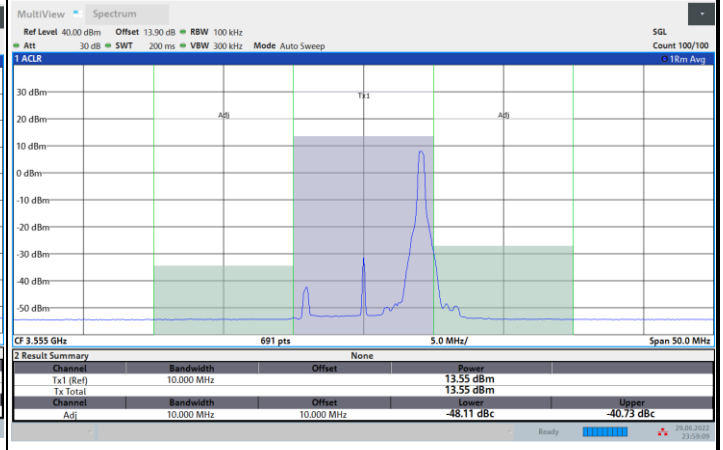 MultiView Spectrum
Ref Level 40.00 dBm Offset 13.90 dB RBW 100 kHz SGL
Att 30 dB SWT 200 ms VBW 300 kHz Mode Auto Sweep Count 100/100
1 ACLR 1Rm Avg
30 dBm
Tx1
20 dBm
Adj Adj
10 dBm
0 dBm
-10 dBm
-20 dBm
-30 dBm
-40 dBm
-50 dBm
CF 3.555 GHz 691 pts 5.0 MHz/ Span 50.0 MHz
2 Result Summary None
Channel Bandwidth Offset Power
Tx1 (Ref) 10.000 MHz 13.55 dBm
Tx Total 13.55 dBm
Channel Bandwidth Offset Lower Upper
Adj 10.000 MHz 10.000 MHz -48.11 dBc -40.73 dBc
Ready 29.06.2022
23:59:09